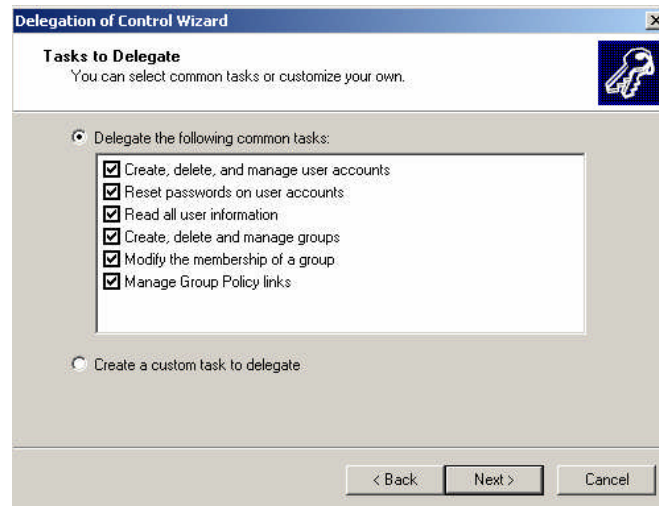 Delegation of Control Wizard
Tasks to Delegate
You can select common tasks or customize your own.
Delegate the following common tasks:
Create, delete, and manage user accounts
Reset passwords on user accounts
Read all user information
Create, delete and manage groups
Modify the membership of a group
Manage Group Policy links
Create a custom task to delegate
< Back Next > Cancel